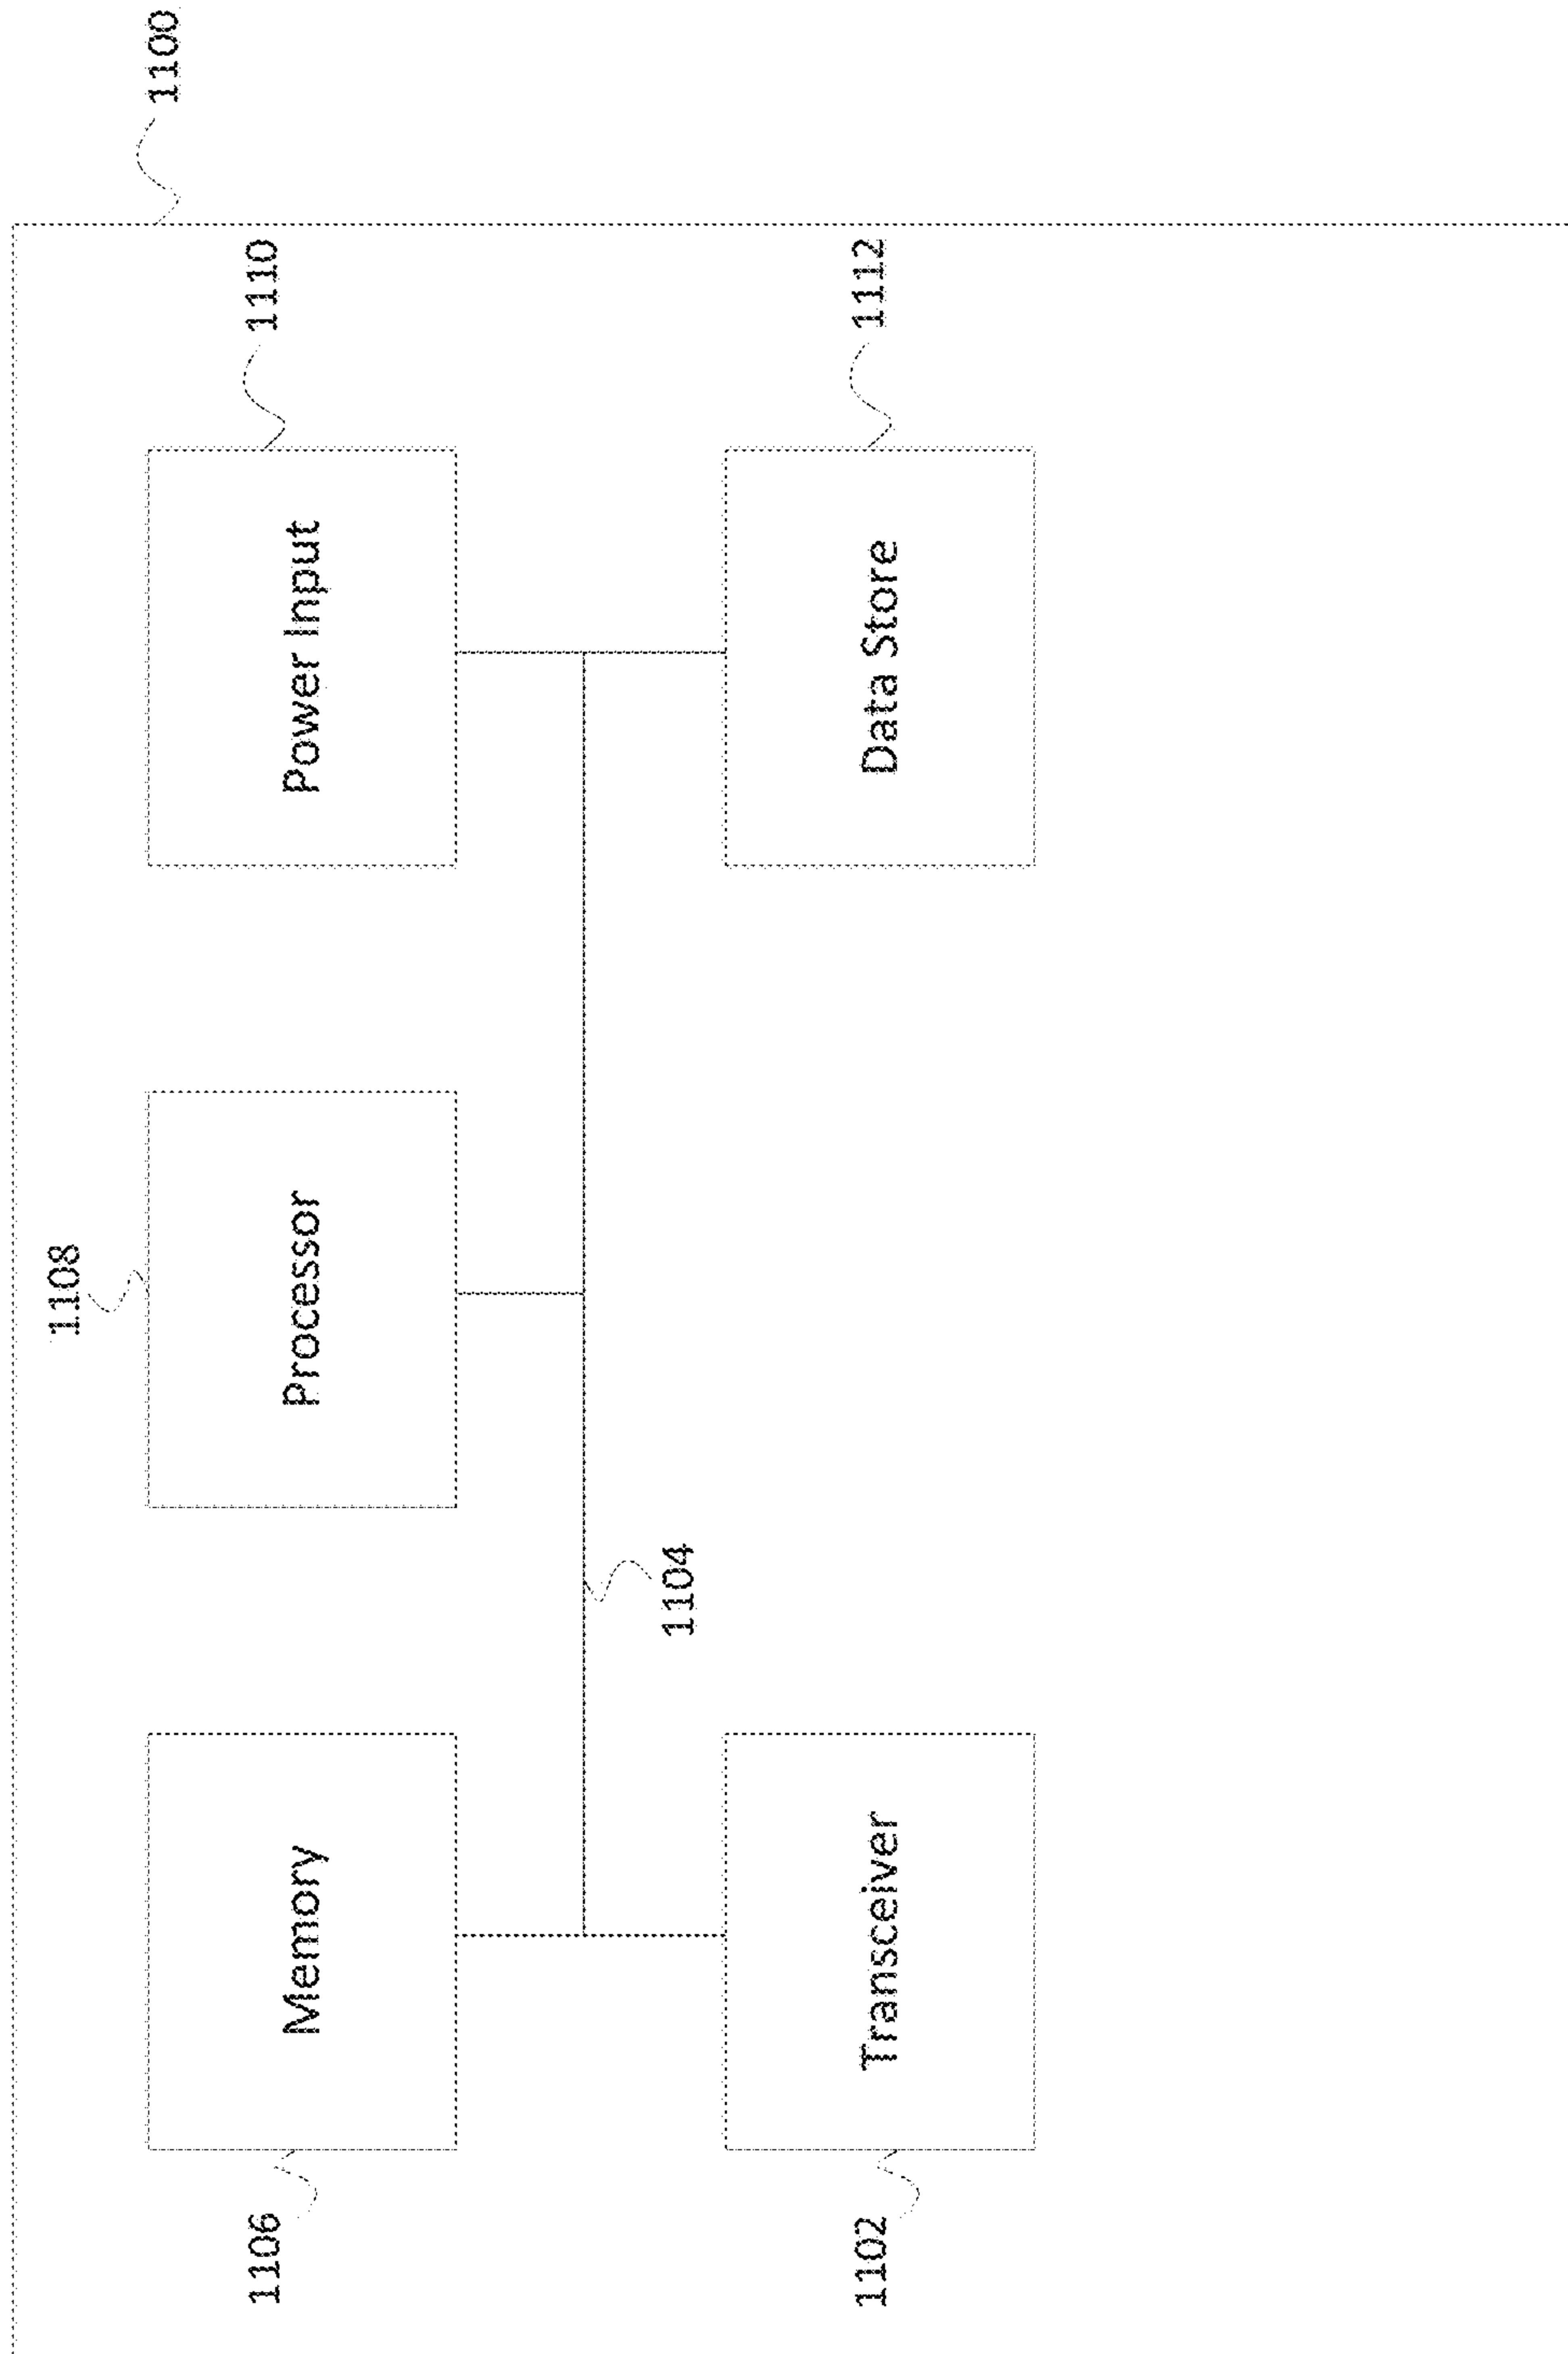 1100
1106
Memory
1108
Processor
1110
Power Input
1104
1102
Transceiver
1112
Data Store